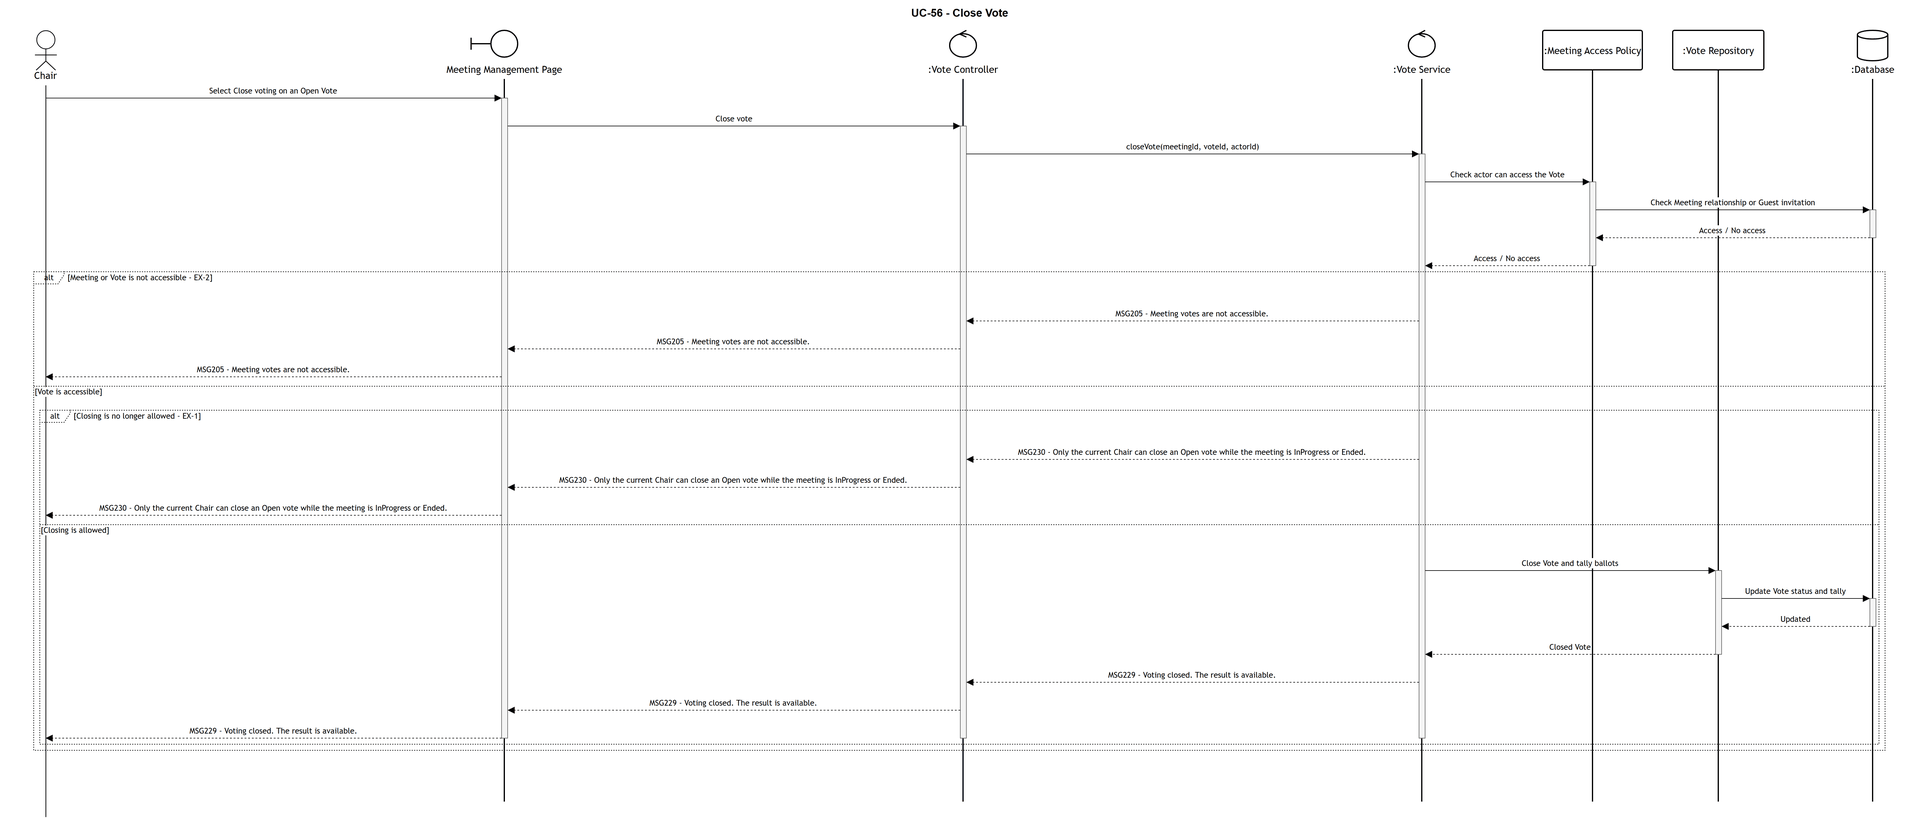 UC-56 - Close Vote
Chair
Meeting Management Page
:Vote Controller
:Vote Service
:Meeting Access Policy
:Vote Repository
:Database
Select Close voting on an Open Vote
Close vote
closeVote(meetingId, voteId, actorId)
Check actor can access the Vote
Check Meeting relationship or Guest invitation
Access / No access
Access / No access
alt [Meeting or Vote is not accessible - EX-2]
MSG205 - Meeting votes are not accessible.
MSG205 - Meeting votes are not accessible.
MSG205 - Meeting votes are not accessible.
[Vote is accessible]
alt [Closing is no longer allowed - EX-1]
MSG230 - Only the current Chair can close an Open vote while the meeting is InProgress or Ended.
MSG230 - Only the current Chair can close an Open vote while the meeting is InProgress or Ended.
MSG230 - Only the current Chair can close an Open vote while the meeting is InProgress or Ended.
[Closing is allowed]
Close Vote and tally ballots
Update Vote status and tally
Updated
Closed Vote
MSG229 - Voting closed. The result is available.
MSG229 - Voting closed. The result is available.
MSG229 - Voting closed. The result is available.